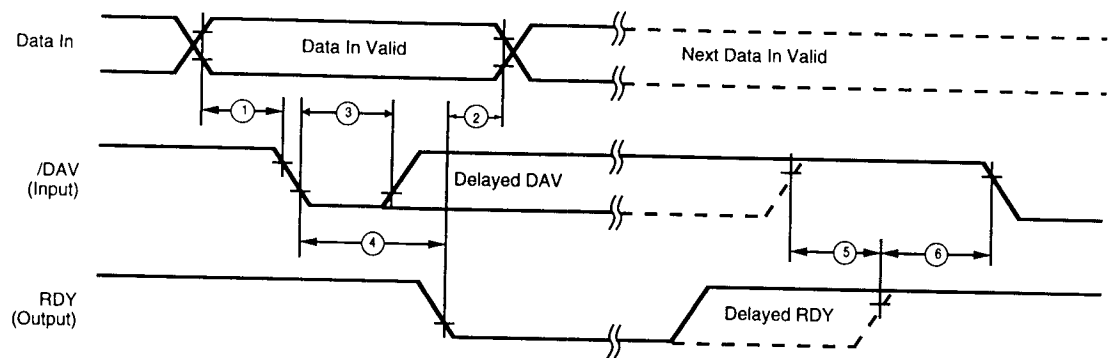 Data In
Data In Valid
Next Data In Valid
1
3
2
/DAV
(Input)
Delayed DAV
4
5
6
RDY
(Output)
Delayed RDY